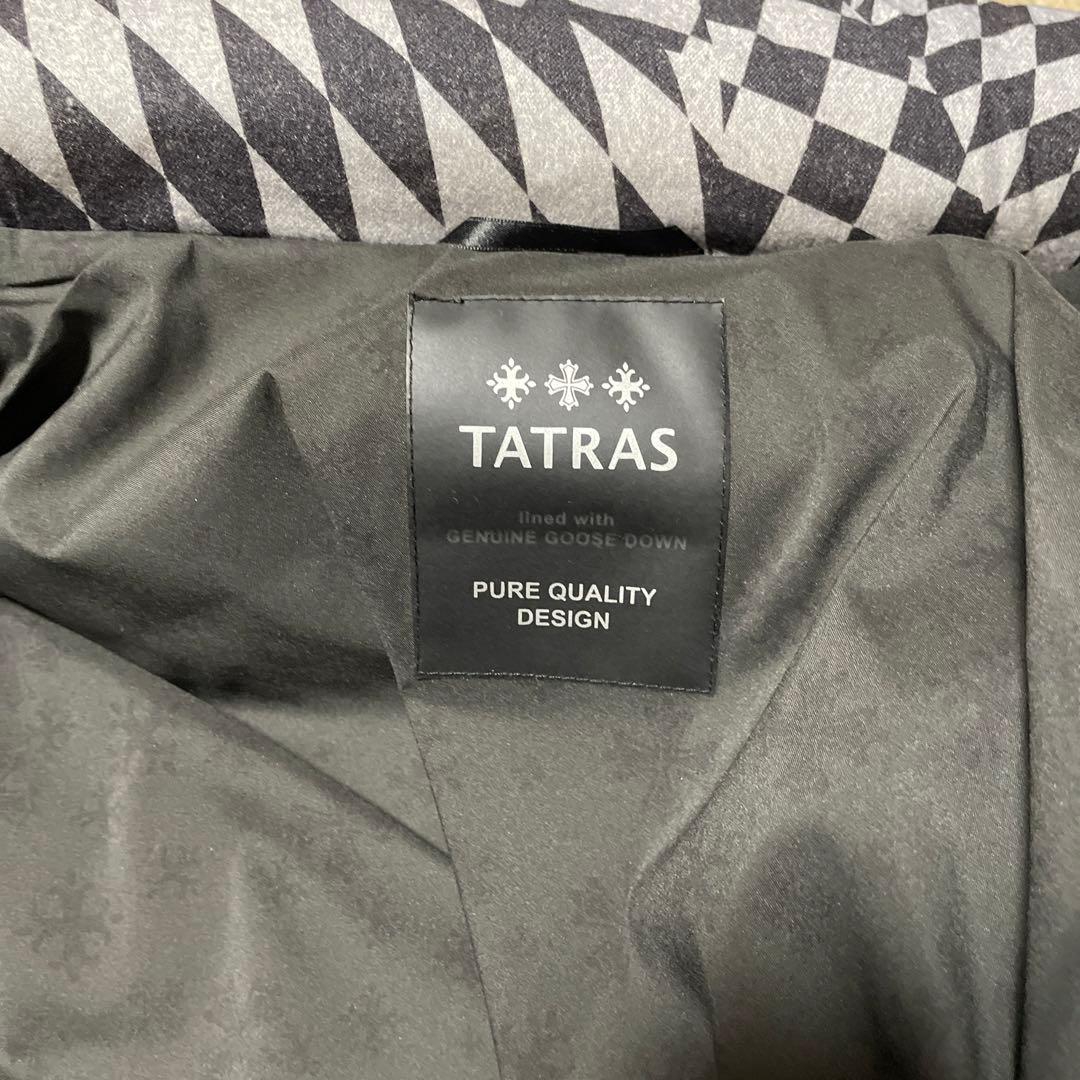 TATRAS
lined with
GENUINE GOOSE DOWN
PURE QUALITY
DESIGN